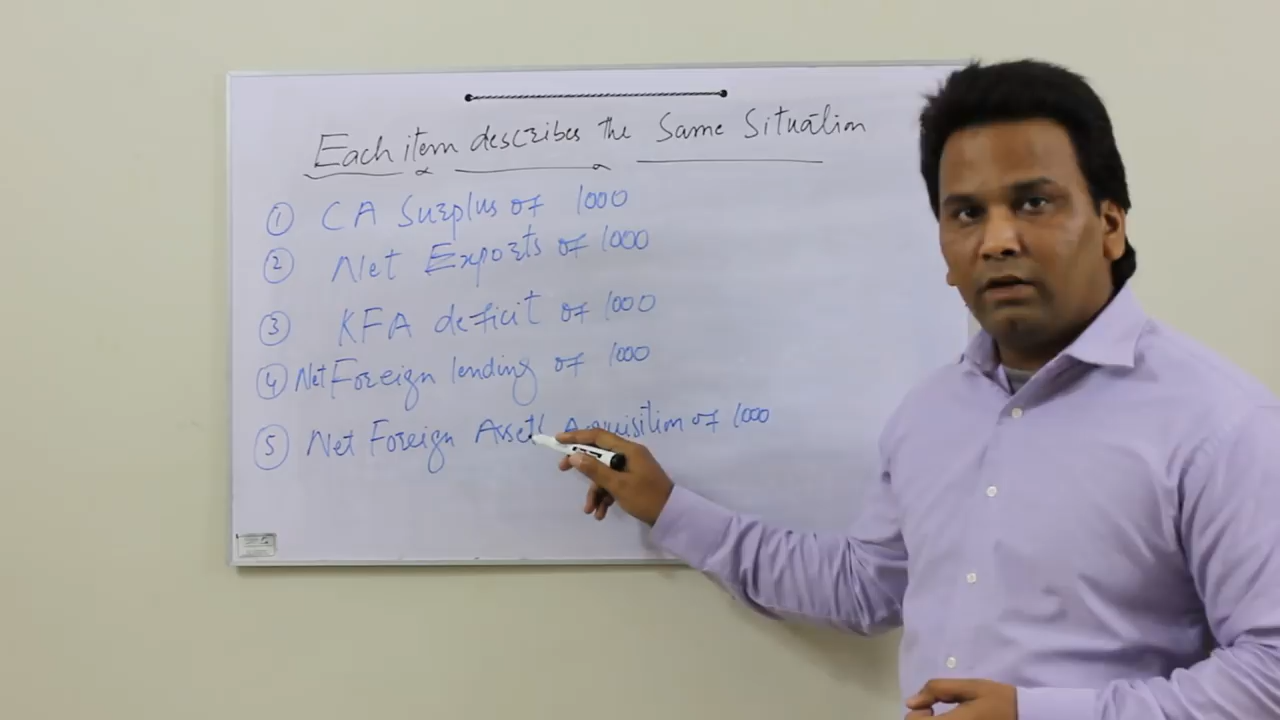 Each item describes the Same Situation
① CA Surplus of 1000
② Net Exports of 1000
③ KFA deficit of 1000
④ Net Foreign lending of 1000
⑤ Net Foreign Assets Acquisition of 1000